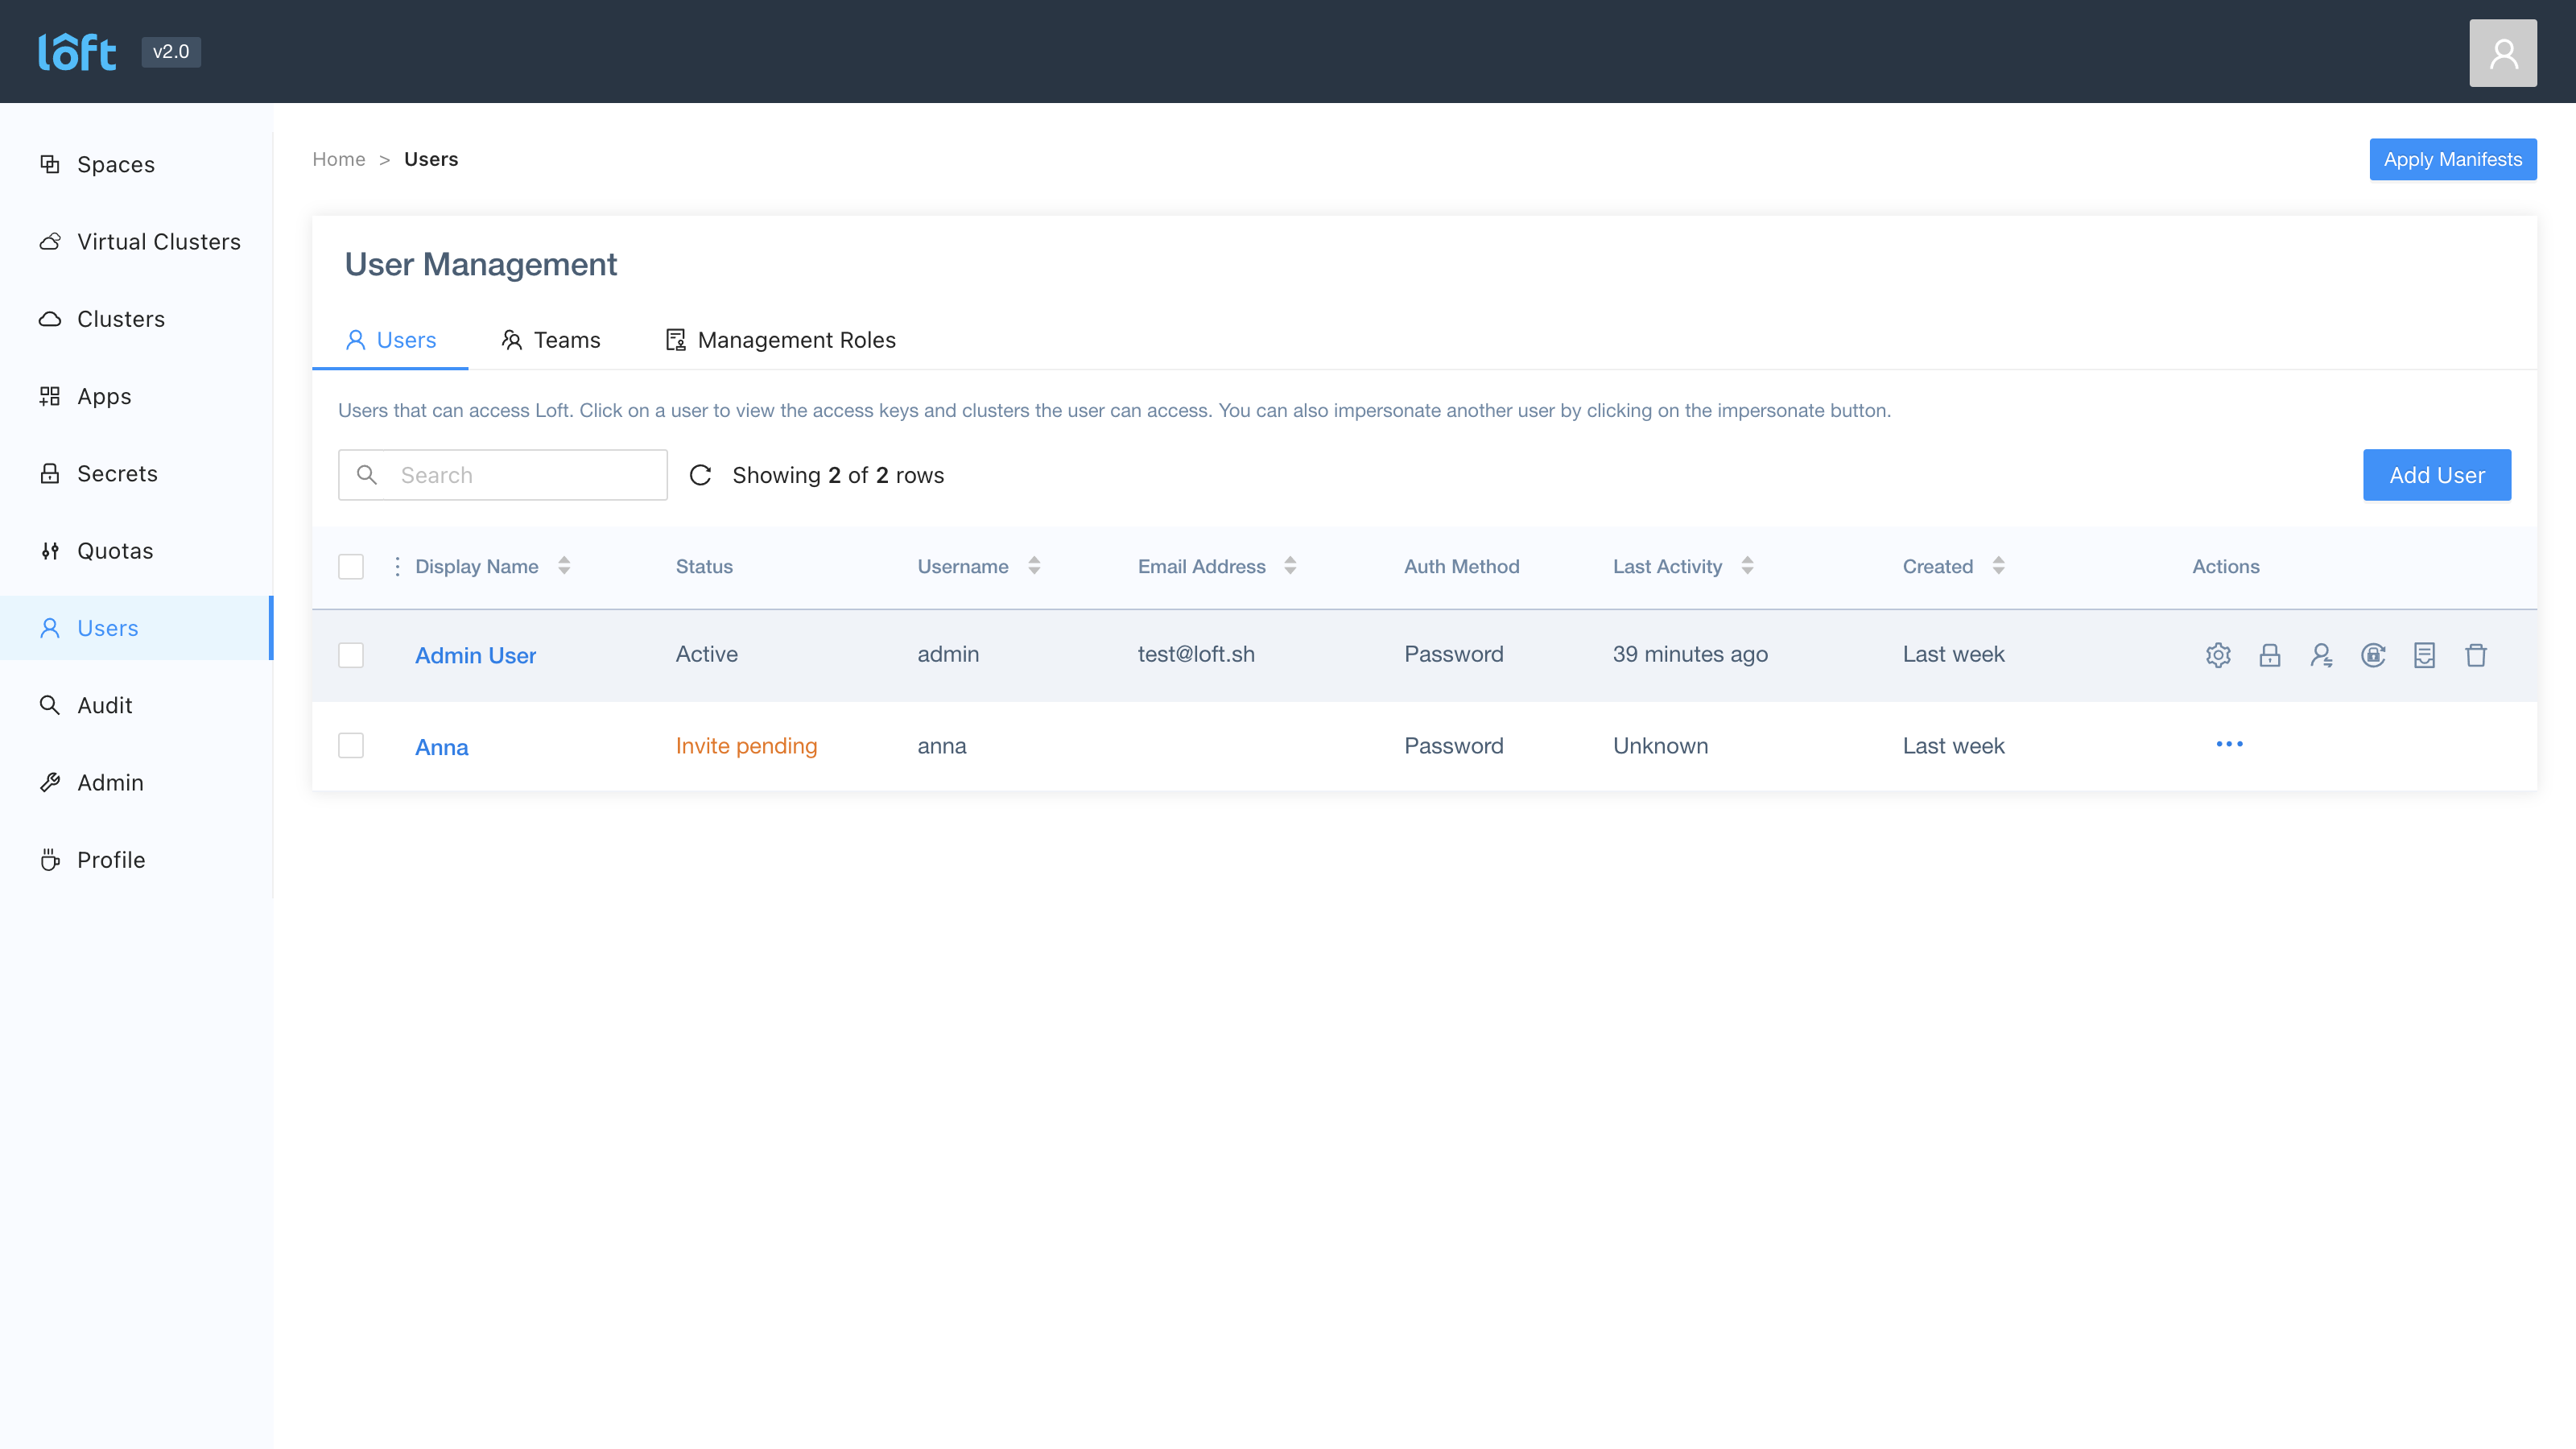 lôft v2.0
Spaces
Virtual Clusters
Clusters
Apps
Secrets
Quotas
Users
Audit
Admin
Profile
Home > Users
Apply Manifests
User Management
Users Teams Management Roles
Users that can access Loft. Click on a user to view the access keys and clusters the user can access. You can also impersonate another user by clicking on the impersonate button.
Search Showing 2 of 2 rows Add User
Display Name Status Username Email Address Auth Method Last Activity Created Actions
Admin User Active admin test@loft.sh Password 39 minutes ago Last week
Anna Invite pending anna Password Unknown Last week